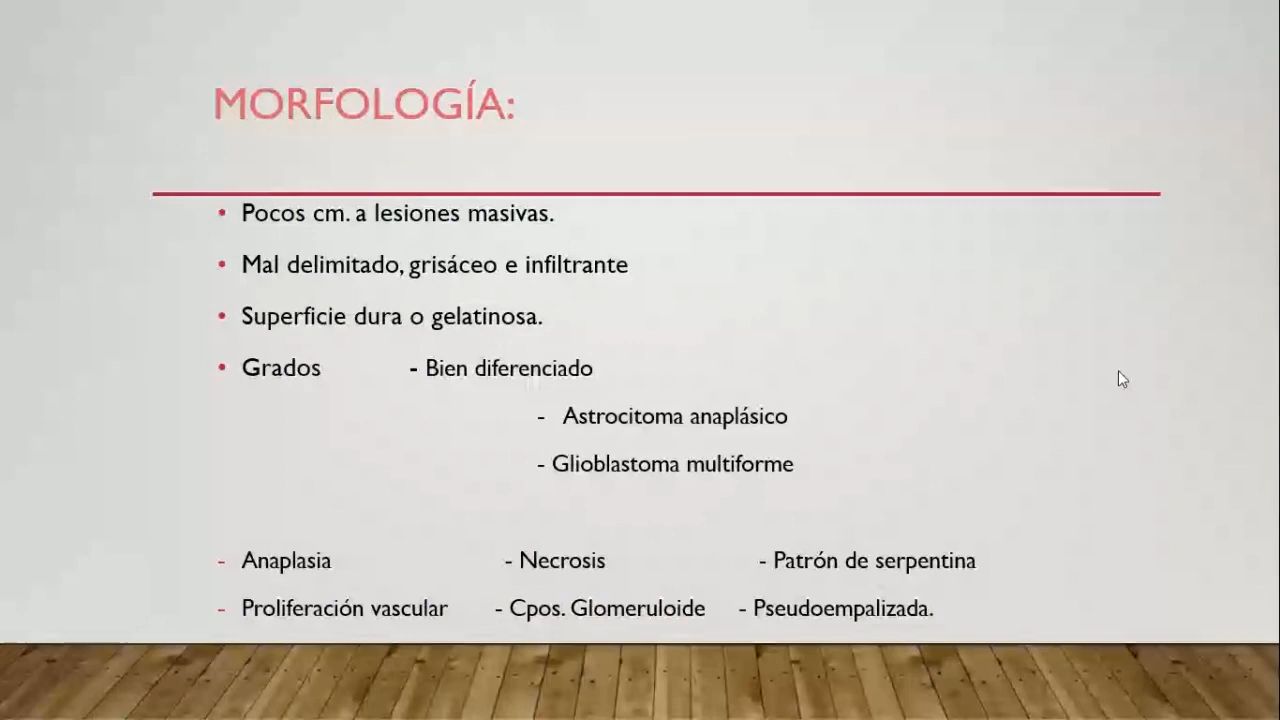 MORFOLOGÍA:
• Pocos cm. a lesiones masivas.
• Mal delimitado, grisáceo e infiltrante
• Superficie dura o gelatinosa.
• Grados - Bien diferenciado
- Astrocitoma anaplásico
- Glioblastoma multiforme
- Anaplasia - Necrosis - Patrón de serpentina
- Proliferación vascular - Cpos. Glomeruloide - Pseudoempalizada.